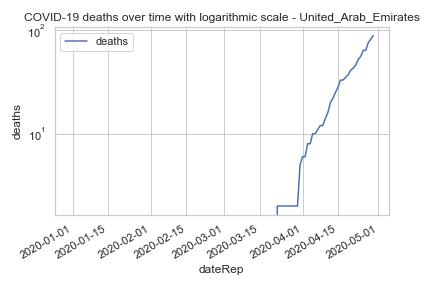 COVID-19 deaths over time with logarithmic scale - United_Arab_Emirates
10²
deaths
deaths
10¹
2020-01-01
2020-01-15
2020-02-01
2020-02-15
2020-03-01
2020-03-15
2020-04-01
2020-04-15
2020-05-01
dateRep